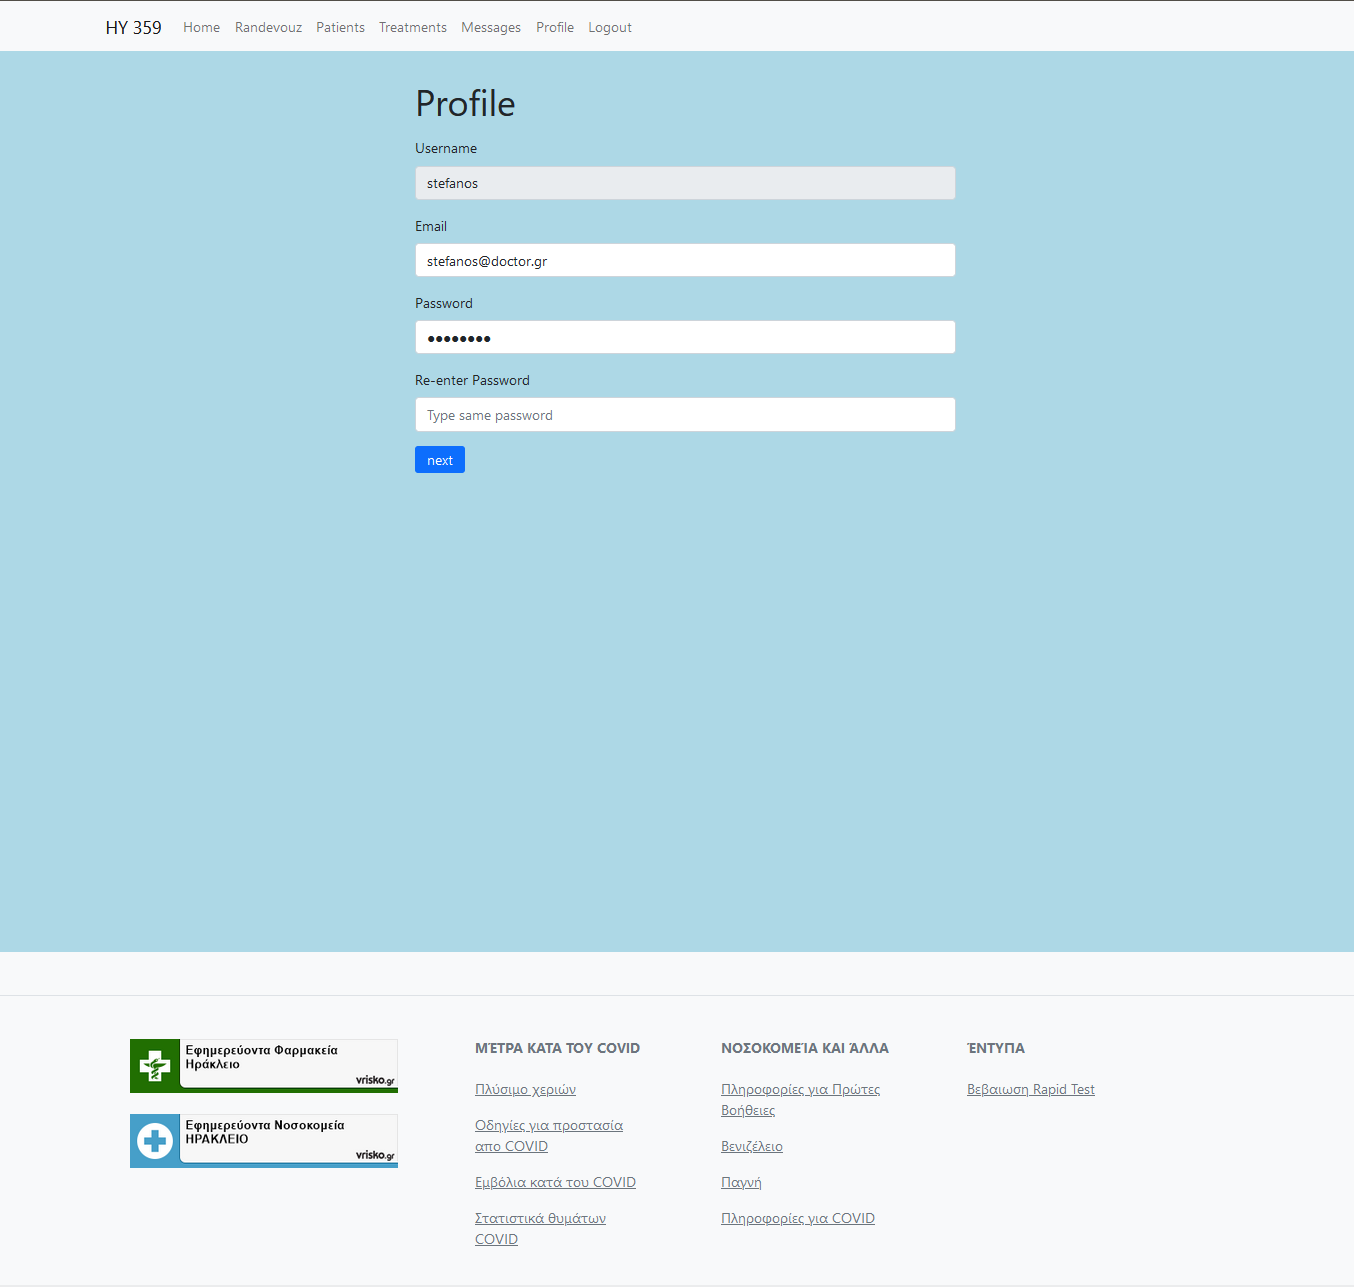 HY 359 Home Randevouz Patients Treatments Messages Profile Logout
Profile
Username
stefanos
Email
stefanos@doctor.gr
Password
●●●●●●●●
Re-enter Password
Type same password
next
Εφημερεύοντα Φαρμακεία
Ηράκλειο
vrisko.gr
Εφημερεύοντα Νοσοκομεία
ΗΡΑΚΛΕΙΟ
vrisko.gr
ΜΈΤΡΑ ΚΑΤΑ ΤΟΥ COVID
Πλύσιμο χεριών
Οδηγίες για προστασία
απο COVID
Εμβόλια κατά του COVID
Στατιστικά θυμάτων
COVID
ΝΟΣΟΚΟΜΕΊΑ ΚΑΙ ΆΛΛΑ
Πληροφορίες για Πρώτες
Βοήθειες
Βενιζέλειο
Παγνή
Πληροφορίες για COVID
ΈΝΤΥΠΑ
Βεβαιωση Rapid Test